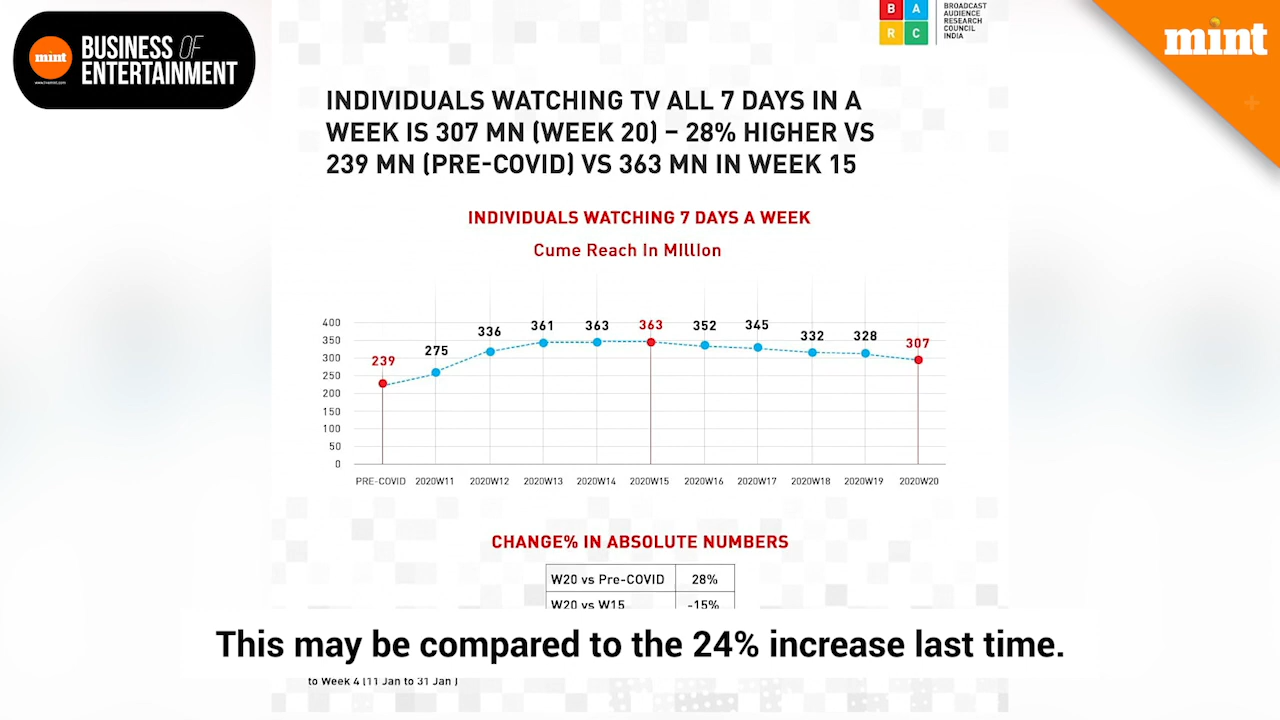 mint
www.livemint.com
BUSINESS OF
ENTERTAINMENT
B A
R C
BROADCAST
AUDIENCE
RESEARCH
COUNCIL
INDIA
mint
INDIVIDUALS WATCHING TV ALL 7 DAYS IN A
WEEK IS 307 MN (WEEK 20) – 28% HIGHER VS
239 MN (PRE-COVID) VS 363 MN IN WEEK 15
INDIVIDUALS WATCHING 7 DAYS A WEEK
Cume Reach In Million
400
350
300
250
200
150
100
50
0
239 275 336 361 363 363 352 345 332 328 307
PRE-COVID 2020W11 2020W12 2020W13 2020W14 2020W15 2020W16 2020W17 2020W18 2020W19 2020W20
CHANGE% IN ABSOLUTE NUMBERS
W20 vs Pre-COVID 28%
W20 vs W15 -15%
This may be compared to the 24% increase last time.
to Week 4 (11 Jan to 31 Jan )